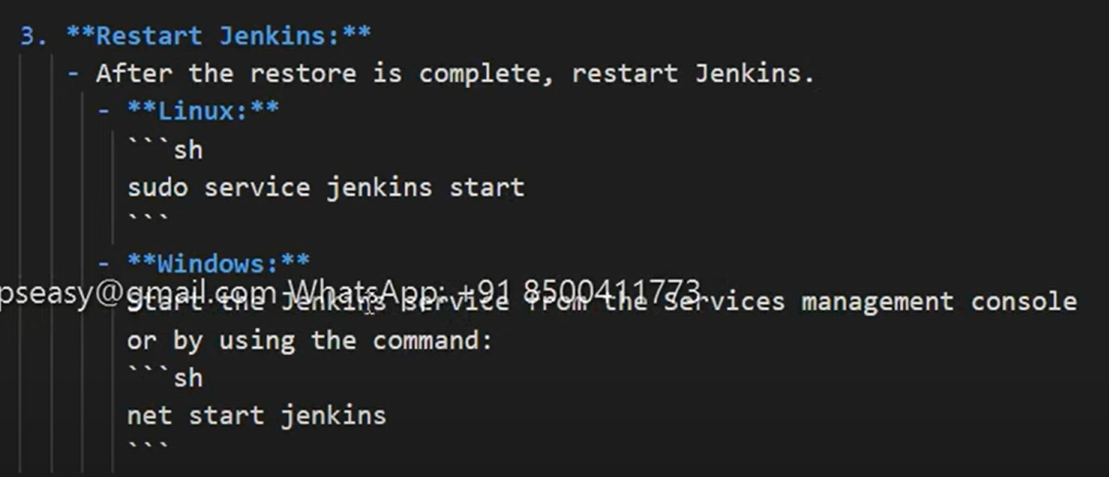 3. **Restart Jenkins:**
- After the restore is complete, restart Jenkins.
- **Linux:**
```sh
sudo service jenkins start
```
- **Windows:**
pseasy@gmail.com WhatsApp: +91 8500411773
Start the Jenkins service from the Services management console
or by using the command:
```sh
net start jenkins
```